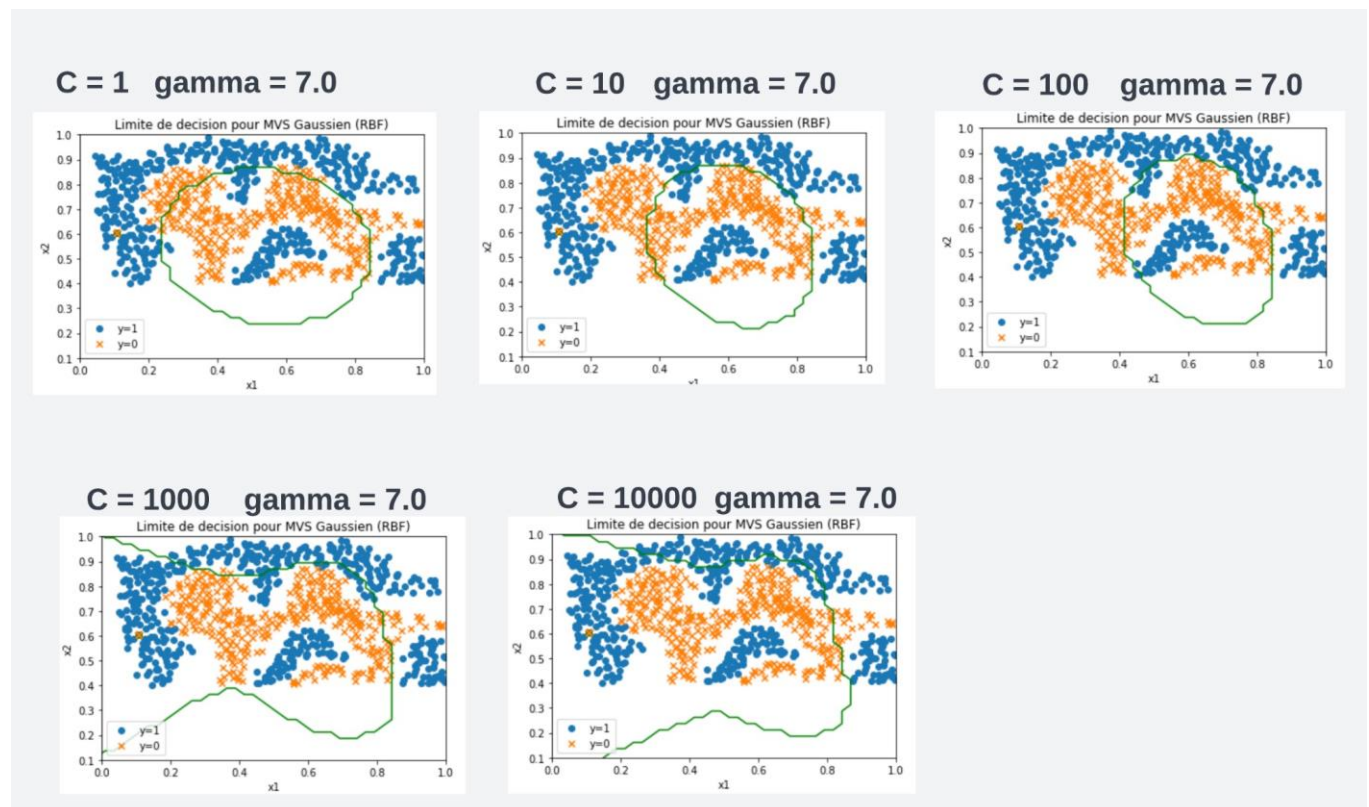 C = 1 gamma = 7.0
Limite de decision pour MVS Gaussien (RBF)
1.0
0.9
0.8
0.7
0.6
0.5
0.4
0.3
0.2
0.1
x2
y=1
y=0
0.0 0.2 0.4 0.6 0.8 1.0
x1
C = 10 gamma = 7.0
Limite de decision pour MVS Gaussien (RBF)
1.0
0.9
0.8
0.7
0.6
0.5
0.4
0.3
0.2
0.1
x2
y=1
y=0
0.0 0.2 0.4 0.6 0.8 1.0
x1
C = 100 gamma = 7.0
Limite de decision pour MVS Gaussien (RBF)
1.0
0.9
0.8
0.7
0.6
0.5
0.4
0.3
0.2
0.1
x2
y=1
y=0
0.0 0.2 0.4 0.6 0.8 1.0
x1
C = 1000 gamma = 7.0
Limite de decision pour MVS Gaussien (RBF)
1.0
0.9
0.8
0.7
0.6
0.5
0.4
0.3
0.2
0.1
x2
y=1
y=0
0.0 0.2 0.4 0.6 0.8 1.0
x1
C = 10000 gamma = 7.0
Limite de decision pour MVS Gaussien (RBF)
1.0
0.9
0.8
0.7
0.6
0.5
0.4
0.3
0.2
0.1
x2
y=1
y=0
0.0 0.2 0.4 0.6 0.8 1.0
x1